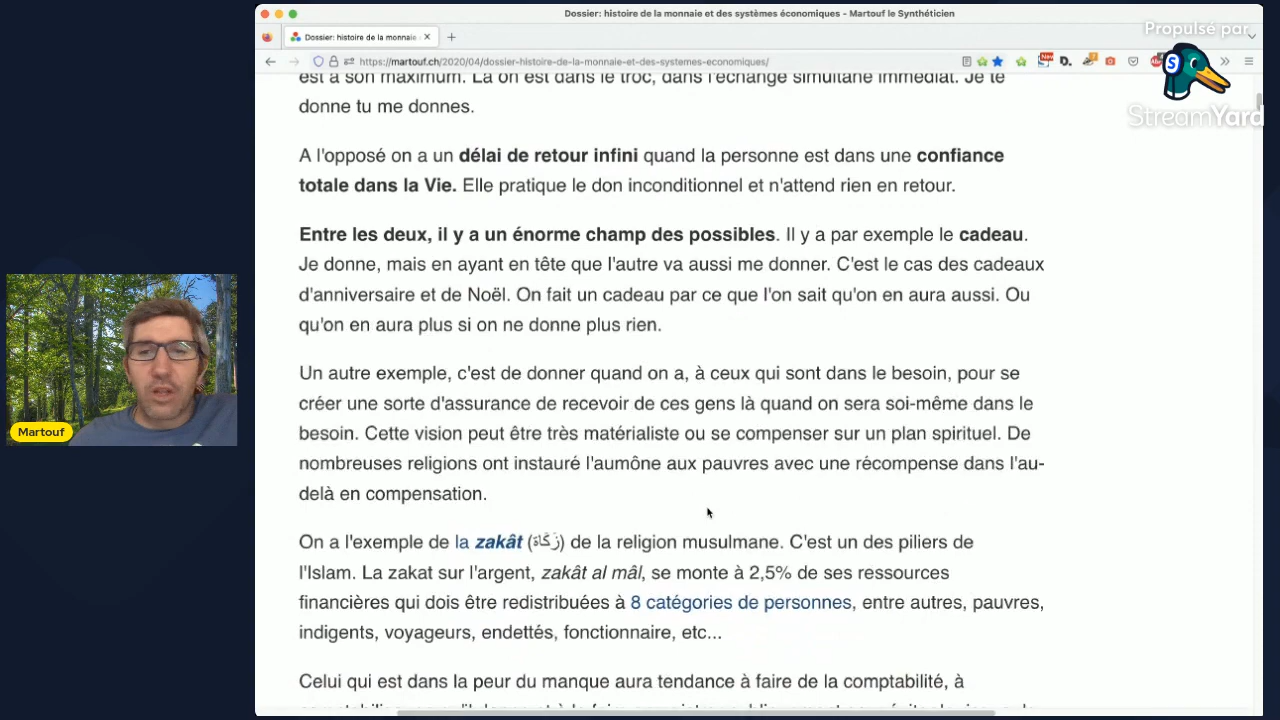 Dossier: histoire de la monnaie et des systèmes économiques - Martouf le Synthéticien
Dossier: histoire de la monnaie
https://martouf.ch/2020/04/dossier-histoire-de-la-monnaie-et-des-systemes-economiques/
New
Propulsé par
S
StreamYard
est à son maximum. Là on est dans le troc, dans l'échange simultané immédiat. Je te
donne tu me donnes.
A l'opposé on a un délai de retour infini quand la personne est dans une confiance
totale dans la Vie. Elle pratique le don inconditionnel et n'attend rien en retour.
Entre les deux, il y a un énorme champ des possibles. Il y a par exemple le cadeau.
Je donne, mais en ayant en tête que l'autre va aussi me donner. C'est le cas des cadeaux
d'anniversaire et de Noël. On fait un cadeau par ce que l'on sait qu'on en aura aussi. Ou
qu'on en aura plus si on ne donne plus rien.
Un autre exemple, c'est de donner quand on a, à ceux qui sont dans le besoin, pour se
créer une sorte d'assurance de recevoir de ces gens là quand on sera soi-même dans le
besoin. Cette vision peut être très matérialiste ou se compenser sur un plan spirituel. De
nombreuses religions ont instauré l'aumône aux pauvres avec une récompense dans l'au-
delà en compensation.
On a l'exemple de la zakât (زَكَاة) de la religion musulmane. C'est un des piliers de
l'Islam. La zakat sur l'argent, zakât al mâl, se monte à 2,5% de ses ressources
financières qui dois être redistribuées à 8 catégories de personnes, entre autres, pauvres,
indigents, voyageurs, endettés, fonctionnaire, etc...
Celui qui est dans la peur du manque aura tendance à faire de la comptabilité, à
Martouf